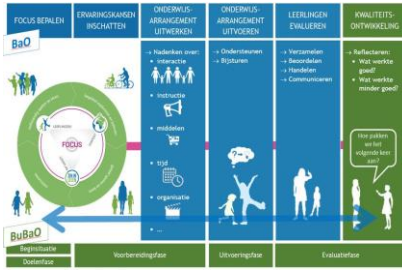 FOCUS BEPALEN
ERVARINGSKANSEN
INSCHATTEN
ONDERWIJS-
ARRANGEMENT
UITWERKEN
ONDERWIJS-
ARRANGEMENT
UITVOEREN
LEERLINGEN
EVALUEREN
KWALITEITS-
ONTWIKKELING
BaO
→ Nadenken over:
• interactie
• instructie
• middelen
• tijd
• organisatie
• ...
→ Ondersteunen
→ Bijsturen
→ Verzamelen
→ Beoordelen
→ Handelen
→ Communiceren
→ Reflecteren:
• Wat werkte
goed?
• Wat werkte
minder goed?
FOCUS
Hoe pakken
we het
volgende keer
aan?
BuBaO
Beginsituatie
Doelenfase
Voorbereidingsfase
Uitvoeringsfase
Evaluatiefase